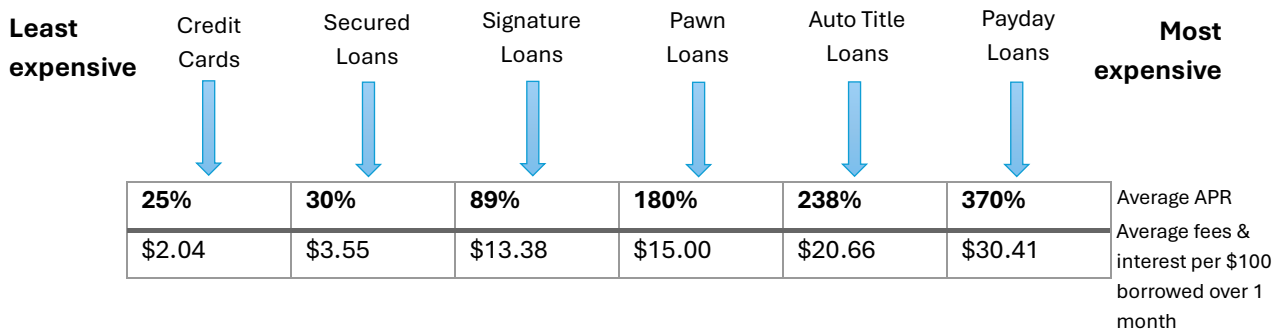 Least
expensive
Credit
Cards
Secured
Loans
Signature
Loans
Pawn
Loans
Auto Title
Loans
Payday
Loans
Most
expensive
25% 30% 89% 180% 238% 370% Average APR
$2.04 $3.55 $13.38 $15.00 $20.66 $30.41
Average fees &
interest per $100
borrowed over 1
month